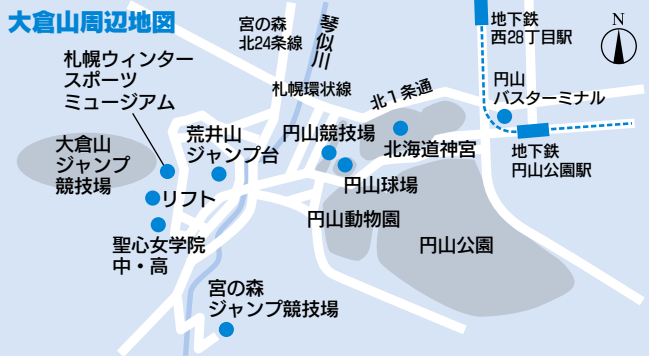 大倉山周辺地図
宮の森
北24条線
琴似川
地下鉄
西28丁目駅
N
札幌ウィンター
スポーツ
ミュージアム
札幌環状線
北1条通
円山
バスターミナル
大倉山
ジャンプ
競技場
荒井山
ジャンプ台
円山競技場
北海道神宮
地下鉄
円山公園駅
円山球場
リフト
円山動物園
聖心女学院
中・高
円山公園
宮の森
ジャンプ競技場